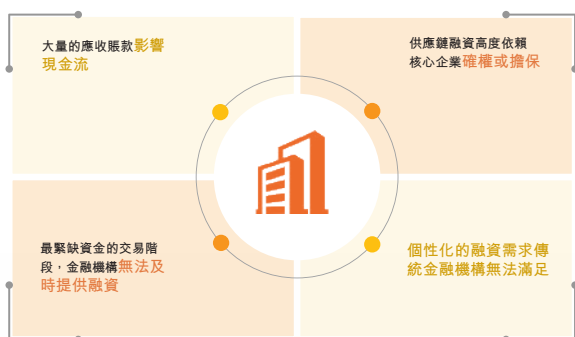 大量的應收賬款影響
現金流
供應鏈融資高度依賴
核心企業確權或擔保
最緊缺資金的交易階
段，金融機構無法及
時提供融資
個性化的融資需求傳
統金融機構無法滿足